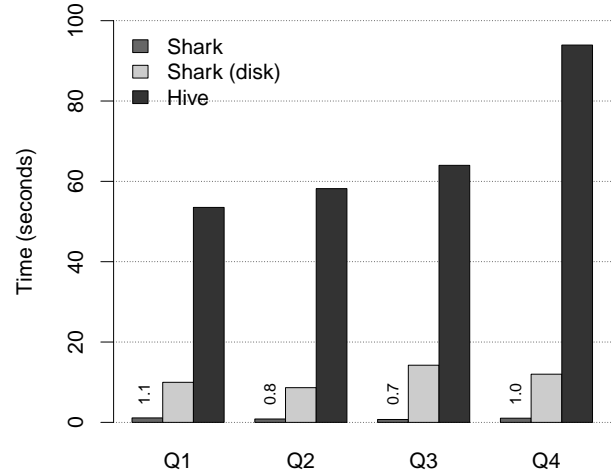 Time (seconds)
100
80
60
40
20
0
Shark
Shark (disk)
Hive
1.1
0.8
0.7
1.0
Q1
Q2
Q3
Q4